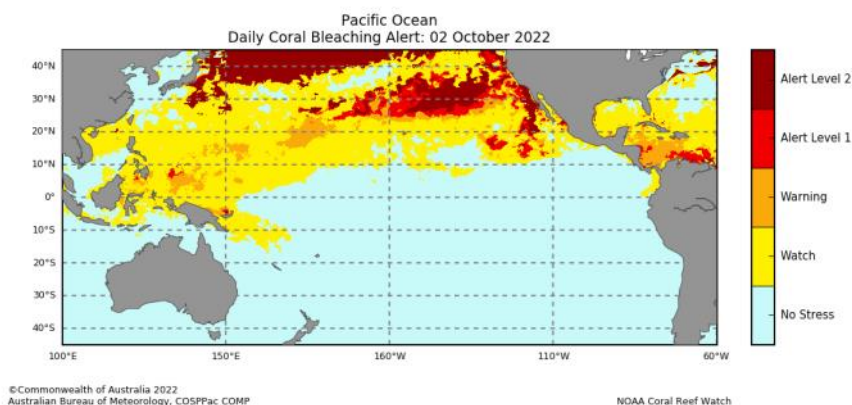 Pacific Ocean
Daily Coral Bleaching Alert: 02 October 2022
40°N
30°N
20°N
10°N
0°
10°S
20°S
30°S
40°S
100°E
150°E
160°W
110°W
60°W
Alert Level 2
Alert Level 1
Warning
Watch
No Stress
©Commonwealth of Australia 2022
Australian Bureau of Meteorology, COSPPac COMP
NOAA Coral Reef Watch